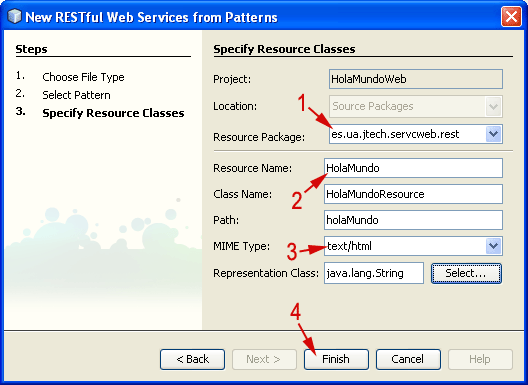 New RESTful Web Services from Patterns
Steps
1. Choose File Type
2. Select Pattern
3. Specify Resource Classes
Specify Resource Classes
Project: HolaMundoWeb
Location: Source Packages
1
Resource Package: es.ua.jtech.servcweb.rest
Resource Name: HolaMundo
2
Class Name: HolaMundoResource
Path: holaMundo
MIME Type: 3 text/html
Representation Class: java.lang.String Select...
4
< Back Next > Finish Cancel Help